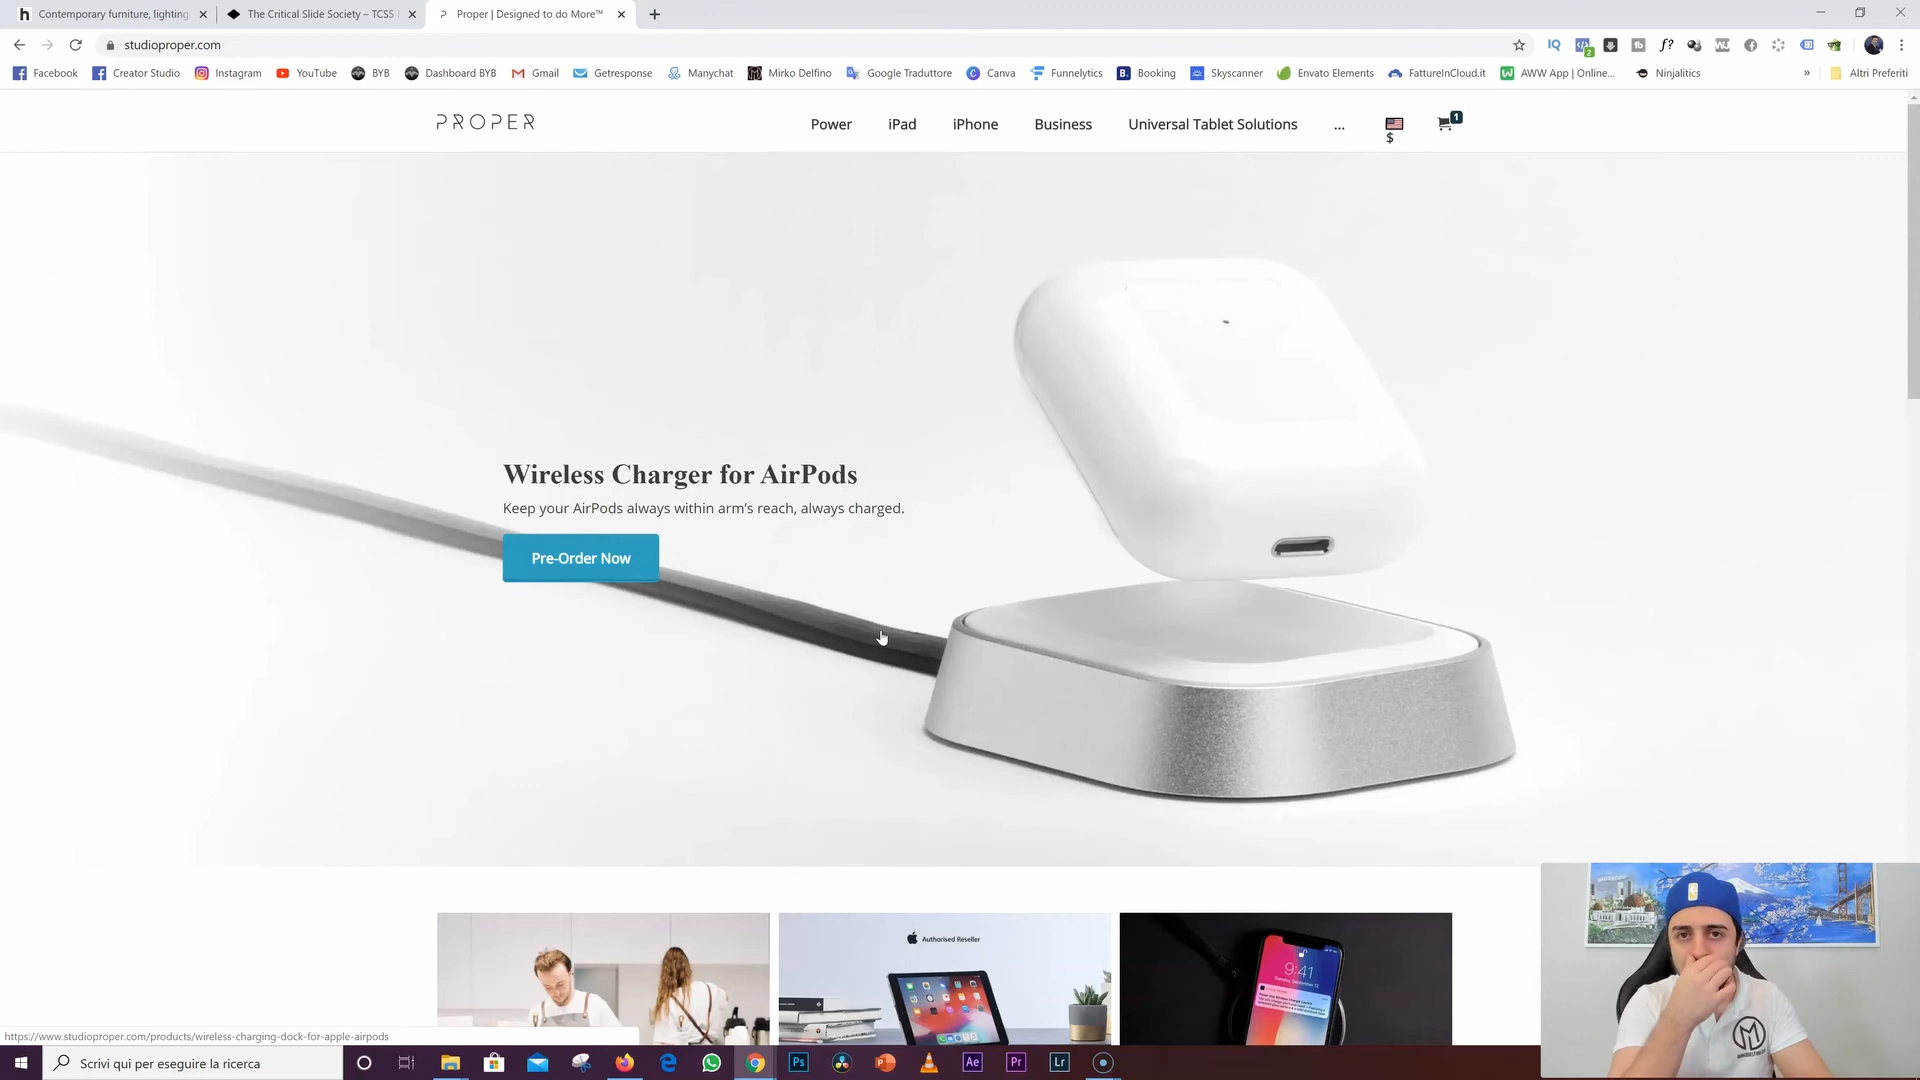 Contemporary furniture, lighting
The Critical Slide Society – TCSS
Proper | Designed to do More™
studioproper.com
Facebook
Creator Studio
Instagram
YouTube
BYB
Dashboard BYB
Gmail
Getresponse
Manychat
Mirko Delfino
Google Traduttore
Canva
Funnelytics
Booking
Skyscanner
Envato Elements
FattureInCloud.it
AWW App | Online...
Ninjalitics
»
Altri Preferiti
PROPER
Power
iPad
iPhone
Business
Universal Tablet Solutions
...
$
1
Wireless Charger for AirPods
Keep your AirPods always within arm's reach, always charged.
Pre-Order Now
Authorised Reseller
9:41
https://www.studioproper.com/products/wireless-charging-dock-for-apple-airpods
Scrivi qui per eseguire la ricerca
Ps
Ae
Pr
Lr